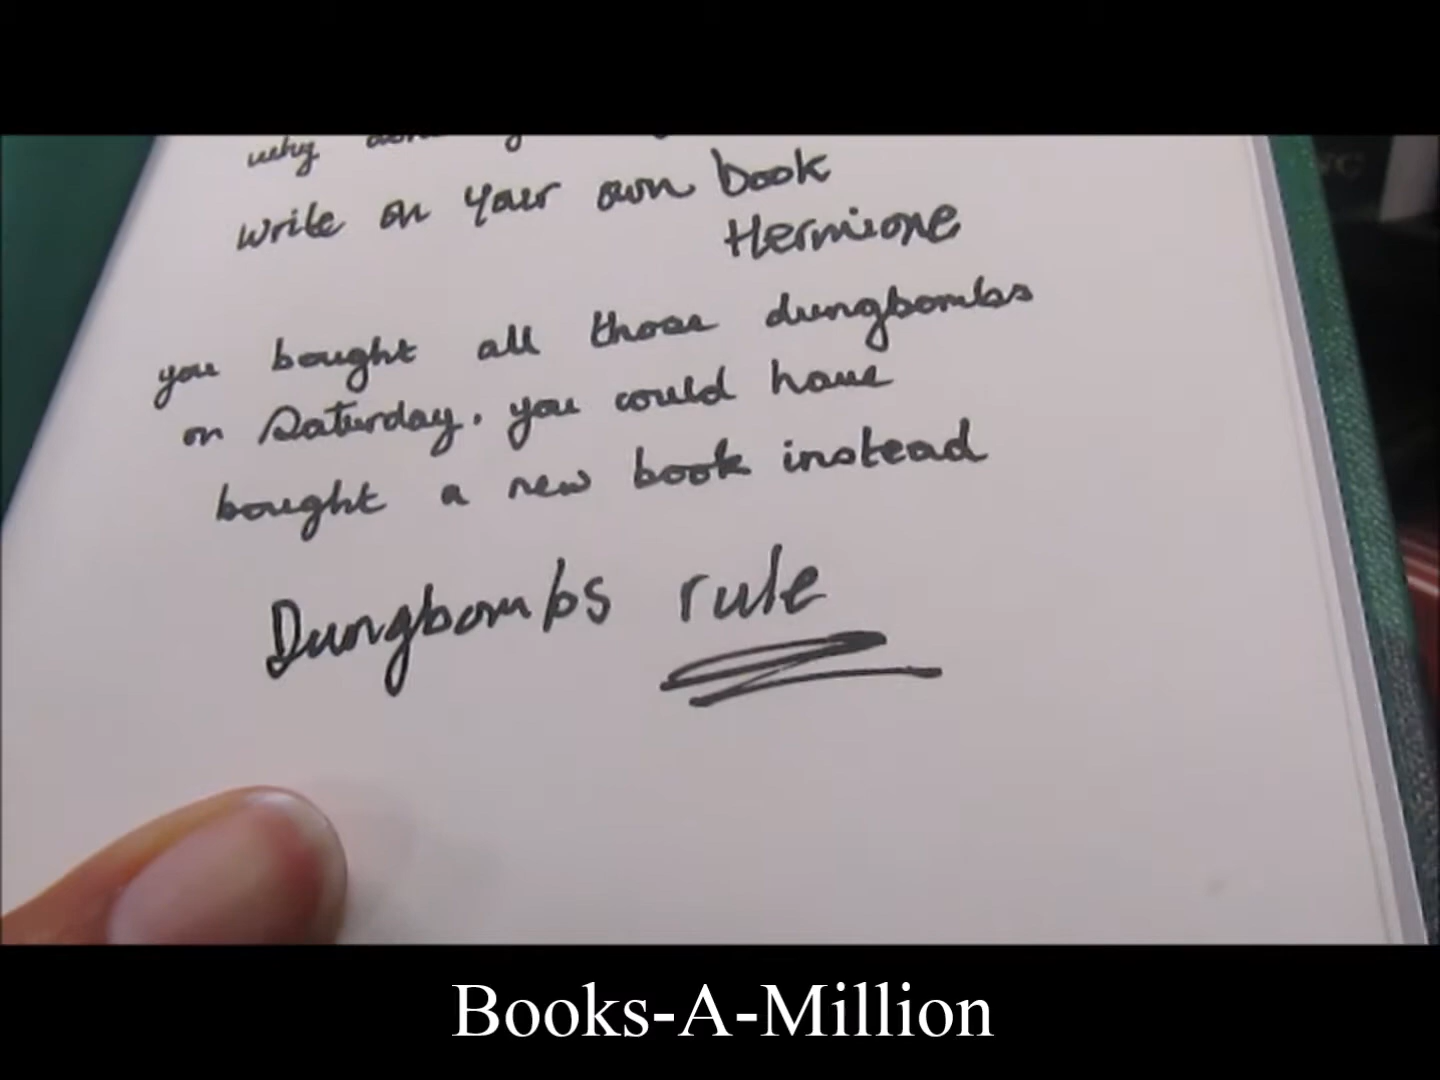 why
write on your own book
Hermione
you bought all those dungbombs
on Saturday. you could have
bought a new book instead
Dungbombs rule
Books-A-Million